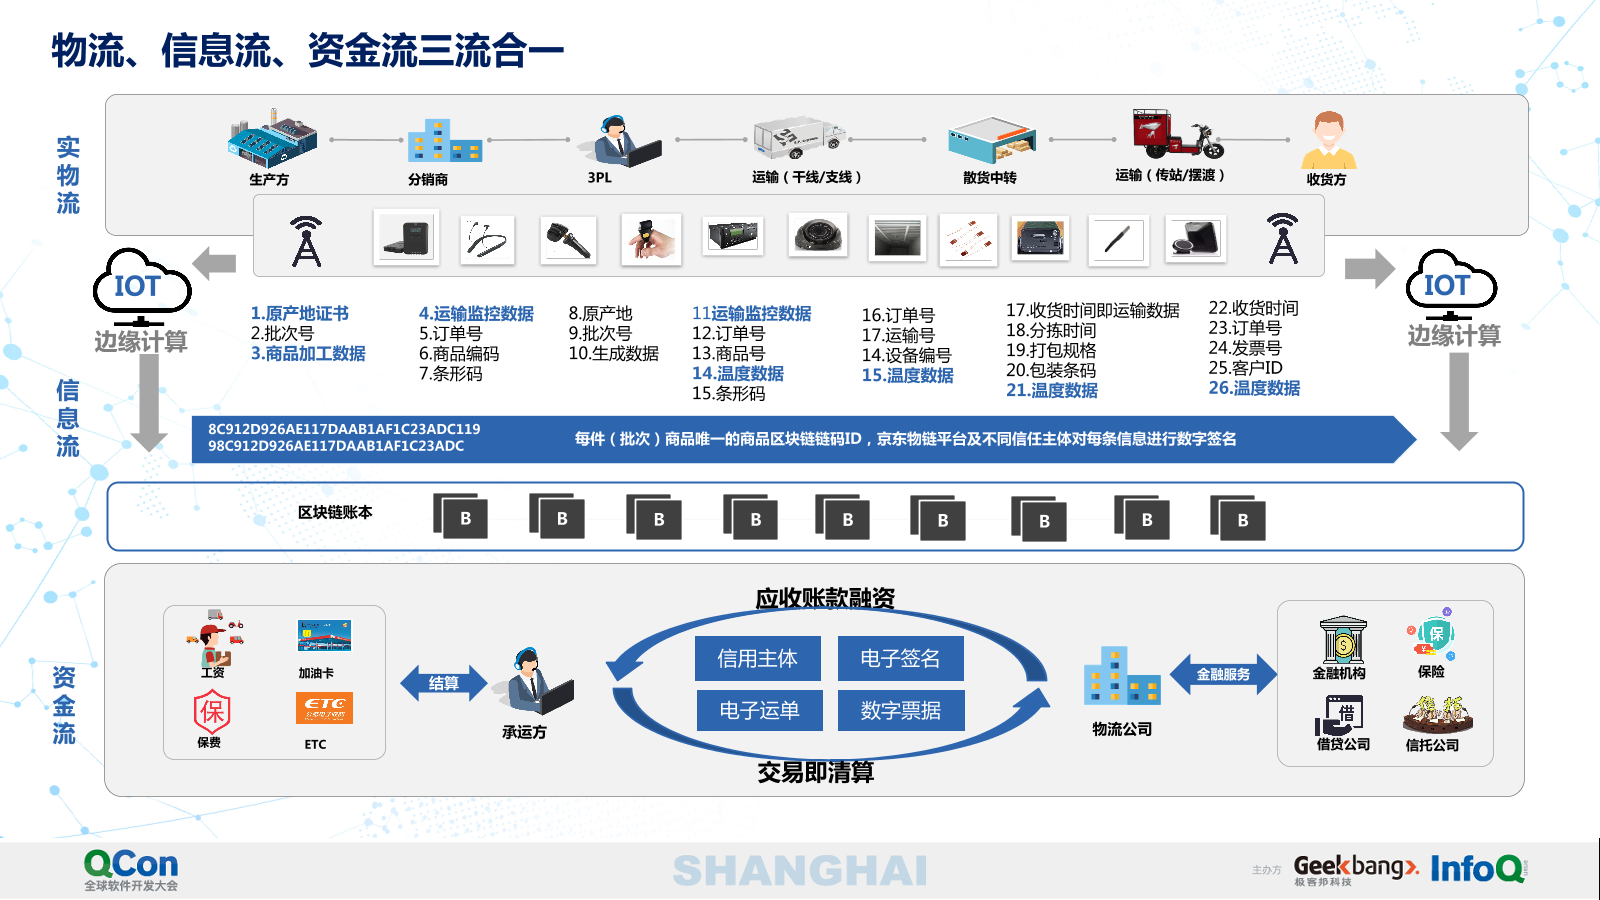 物流、信息流、资金流三流合一
实物流
生产方
分销商
3PL
运输（干线/支线）
散货中转
运输（传站/摆渡）
收货方
IOT
边缘计算
IOT
边缘计算
1.原产地证书
2.批次号
3.商品加工数据
4.运输监控数据
5.订单号
6.商品编码
7.条形码
8.原产地
9.批次号
10.生成数据
11运输监控数据
12.订单号
13.商品号
14.温度数据
15.条形码
16.订单号
17.运输号
14.设备编号
15.温度数据
17.收货时间即运输数据
18.分拣时间
19.打包规格
20.包装条码
21.温度数据
22.收货时间
23.订单号
24.发票号
25.客户ID
26.温度数据
信息流
8C912D926AE117DAAB1AF1C23ADC119
98C912D926AE117DAAB1AF1C23ADC
每件（批次）商品唯一的商品区块链链码ID，京东物链平台及不同信任主体对每条信息进行数字签名
区块链账本
B
B
B
B
B
B
B
B
B
资金流
工资
加油卡
保
保费
ETC
ETC
结算
承运方
应收账款融资
信用主体
电子签名
电子运单
数字票据
交易即清算
物流公司
金融服务
金融机构
保
保险
借
借贷公司
信托公司
QCon
全球软件开发大会
SHANGHAI
主办方
Geekbang>.
极客邦科技
InfoQ